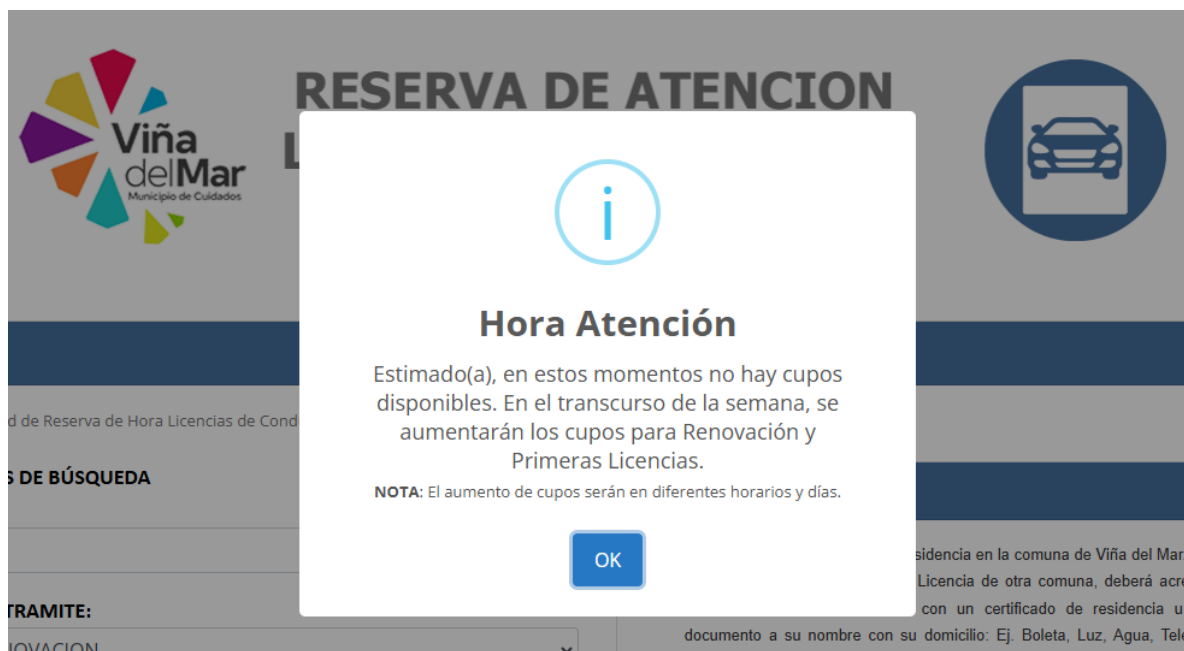 Viña
del Mar
Municipio de Cuidados
RESERVA DE ATENCION
Hora Atención
Estimado(a), en estos momentos no hay cupos
disponibles. En el transcurso de la semana, se
aumentarán los cupos para Renovación y
Primeras Licencias.
NOTA: El aumento de cupos serán en diferentes horarios y días.
OK
d de Reserva de Hora Licencias de Cond
S DE BÚSQUEDA
TRAMITE:
NOVACION
sidencia en la comuna de Viña del Mar
Licencia de otra comuna, deberá acre
con un certificado de residencia u
documento a su nombre con su domicilio: Ej. Boleta, Luz, Agua, Tele